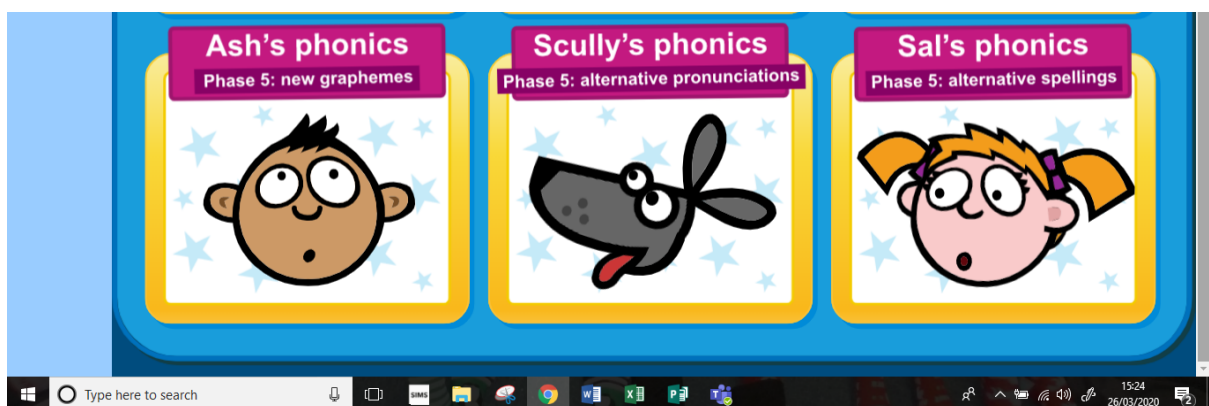 Ash's phonics
Phase 5: new graphemes
Scully's phonics
Phase 5: alternative pronunciations
Sal's phonics
Phase 5: alternative spellings
Type here to search
SIMS
15:24
26/03/2020
2